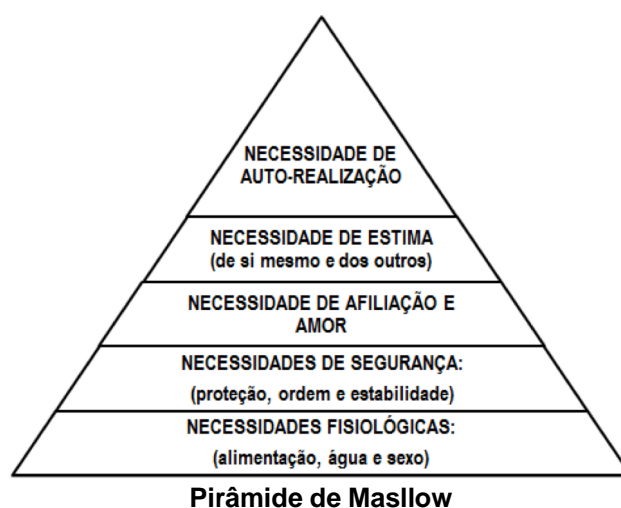 NECESSIDADE DE
AUTO-REALIZAÇÃO
NECESSIDADE DE ESTIMA
(de si mesmo e dos outros)
NECESSIDADE DE AFILIAÇÃO E
AMOR
NECESSIDADES DE SEGURANÇA:
(proteção, ordem e estabilidade)
NECESSIDADES FISIOLÓGICAS:
(alimentação, água e sexo)
Pirâmide de Masllow